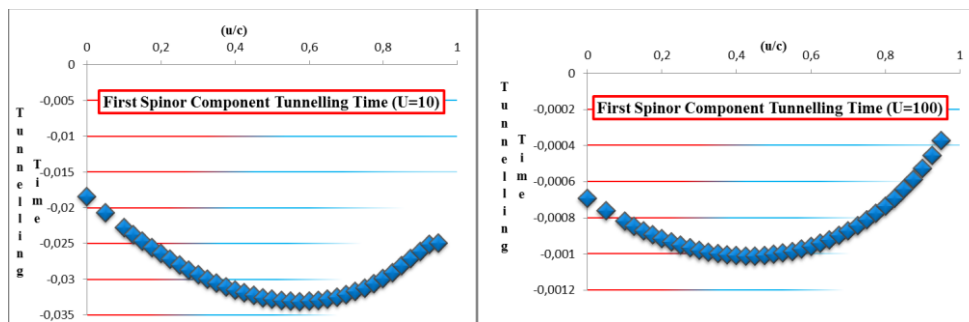 (u/c)
0 0,2 0,4 0,6 0,8 1
0
-0,005
-0,01
-0,015
-0,02
-0,025
-0,03
-0,035
First Spinor Component Tunnelling Time (U=10)
Tunnelling
Time
(u/c)
0 0,2 0,4 0,6 0,8 1
0
-0,0002
-0,0004
-0,0006
-0,0008
-0,001
-0,0012
First Spinor Component Tunnelling Time (U=100)
Tunnelling
Time